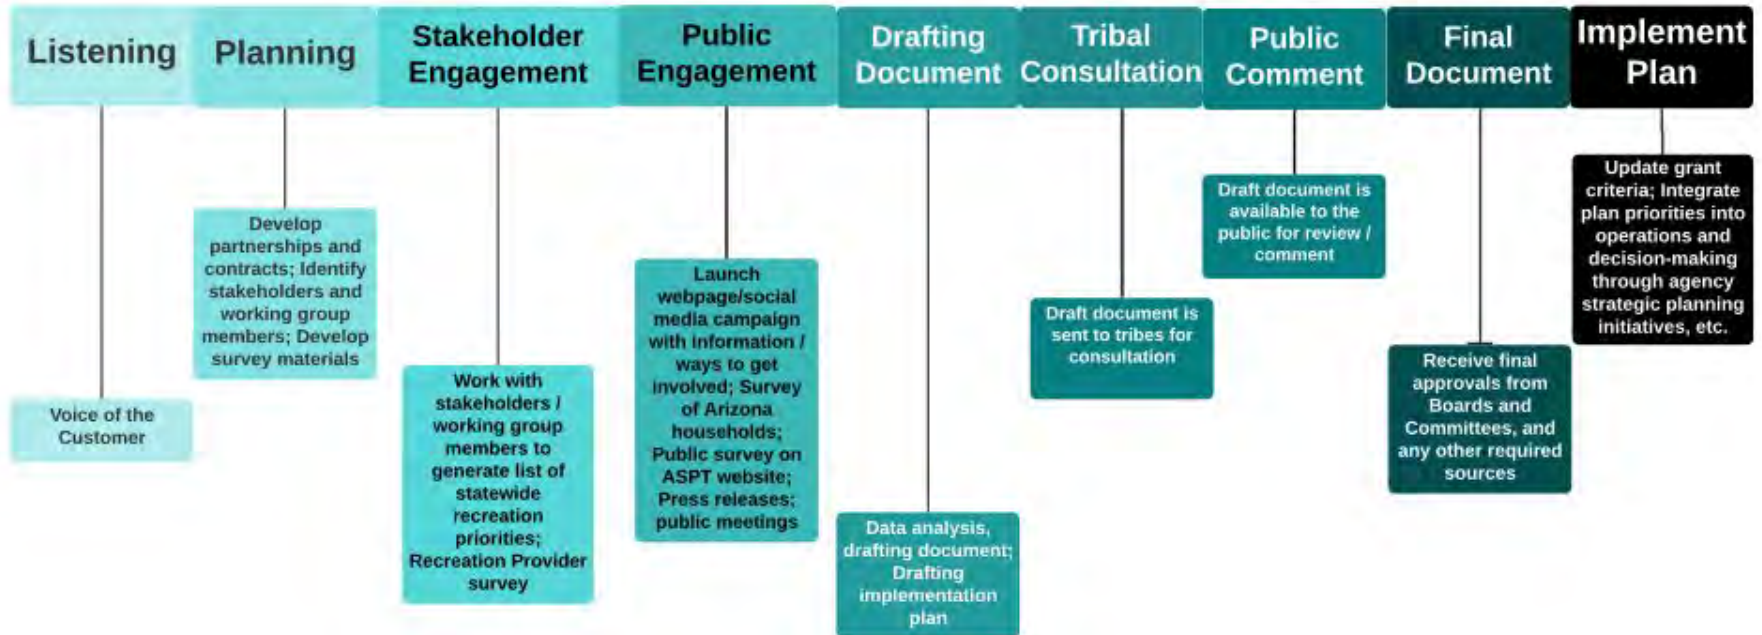 Listening
Planning
Stakeholder
Engagement
Public
Engagement
Drafting
Document
Tribal
Consultation
Public
Comment
Final
Document
Implement
Plan
Voice of the
Customer
Develop
partnerships and
contracts; Identify
stakeholders and
working group
members; Develop
survey materials
Work with
stakeholders /
working group
members to
generate list of
statewide
recreation
priorities;
Recreation Provider
survey
Launch
webpage/social
media campaign
with information /
ways to get
involved; Survey
of Arizona
households;
Public survey on
ASPT website;
Press releases;
public meetings
Data analysis,
drafting document;
Drafting
implementation
plan
Draft document is
sent to tribes for
consultation
Draft document is
available to the
public for review /
comment
Receive final
approvals from
Boards and
Committees, and
any other required
sources
Update grant
criteria; Integrate
plan priorities into
operations and
decision-making
through agency
strategic planning
initiatives, etc.